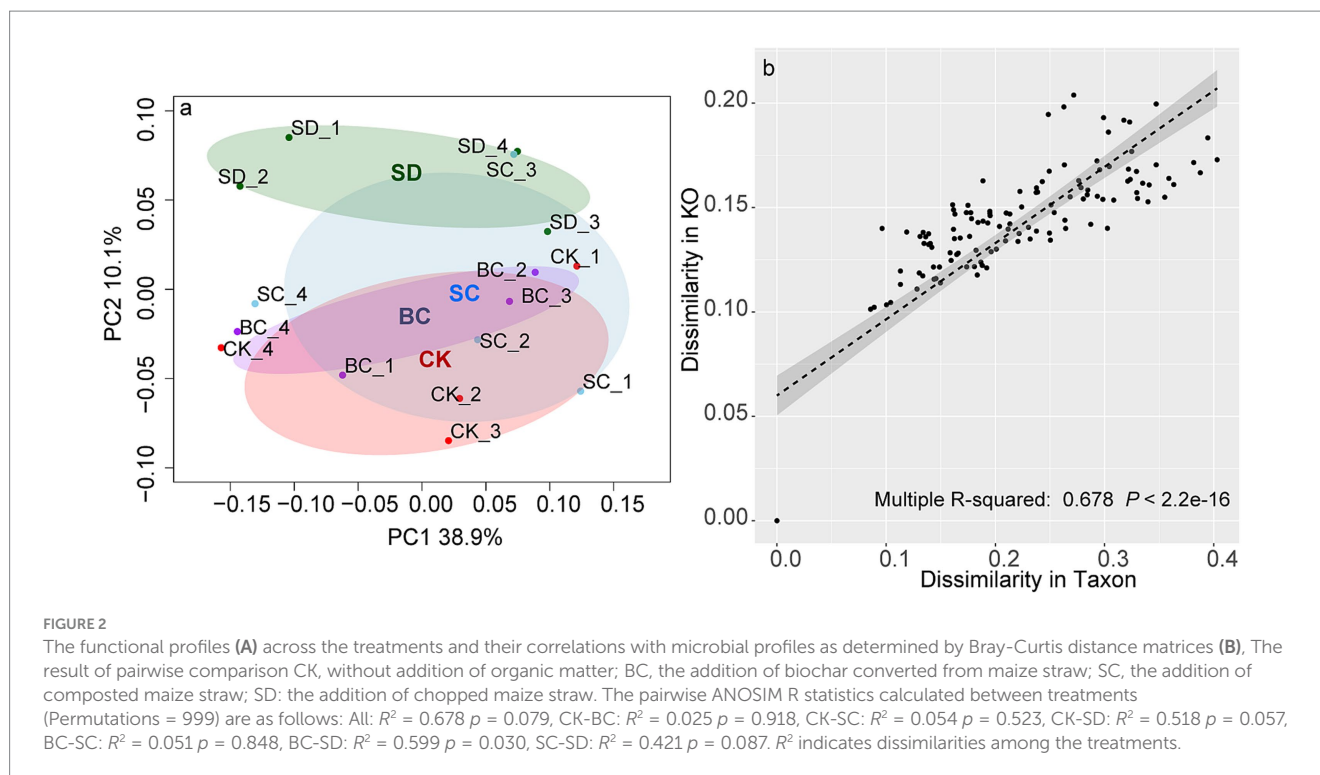 a
0.10
0.05
0.00
−0.05
−0.10
PC2 10.1%
SD_1
SD_2
SD_4
SC_3
SD
SD_3
CK_1
BC_2
BC_3
SC_4
SC
BC
BC_4
CK_4
SC_2
BC_1
CK
SC_1
CK_2
CK_3
−0.15
−0.10
−0.05
0.00
0.05
0.10
0.15
PC1 38.9%
b
0.20
0.15
0.10
0.05
0.00
Dissimilarity in KO
Multiple R-squared: 0.678 P < 2.2e-16
0.0
0.1
0.2
0.3
0.4
Dissimilarity in Taxon
FIGURE 2
The functional profiles (A) across the treatments and their correlations with microbial profiles as determined by Bray-Curtis distance matrices (B), The
result of pairwise comparison CK, without addition of organic matter; BC, the addition of biochar converted from maize straw; SC, the addition of
composted maize straw; SD: the addition of chopped maize straw. The pairwise ANOSIM R statistics calculated between treatments
(Permutations = 999) are as follows: All: R² = 0.678 p = 0.079, CK-BC: R² = 0.025 p = 0.918, CK-SC: R² = 0.054 p = 0.523, CK-SD: R² = 0.518 p = 0.057,
BC-SC: R² = 0.051 p = 0.848, BC-SD: R² = 0.599 p = 0.030, SC-SD: R² = 0.421 p = 0.087. R² indicates dissimilarities among the treatments.